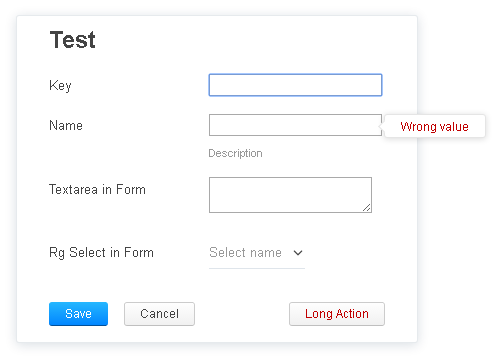 Test
Key
Name
Wrong value
Description
Textarea in Form
Rg Select in Form
Select name
Save
Cancel
Long Action